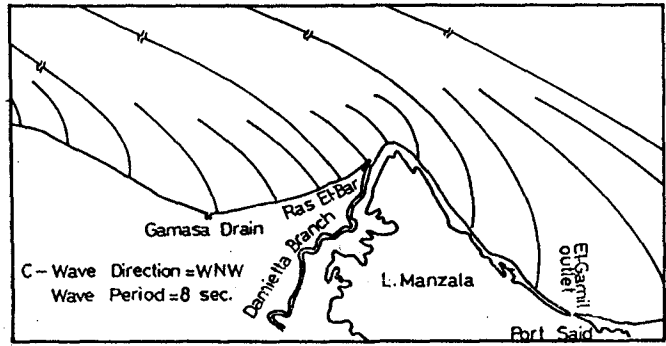 Gamasa Drain
Ras El-Bar
Damietta Branch
C- Wave Direction = WNW
Wave Period = 8 sec.
L. Manzala
El-Gamil
outlet
Port Said